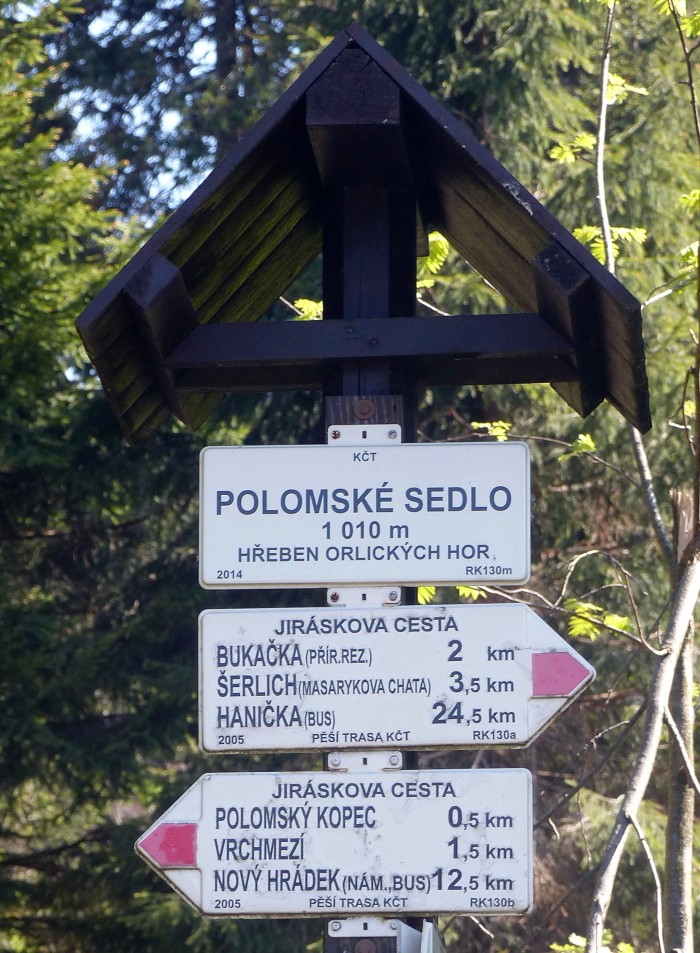 KČT
POLOMSKÉ SEDLO
1 010 m
HŘEBEN ORLICKÝCH HOR
2014 RK130m
JIRÁSKOVA CESTA
BUKAČKA (PŘÍR.REZ.) 2 km
ŠERLICH (MASARYKOVA CHATA) 3,5 km
HANIČKA (BUS) 24,5 km
2005 PĚŠÍ TRASA KČT RK130a
JIRÁSKOVA CESTA
POLOMSKÝ KOPEC 0,5 km
VRCHMEZÍ 1,5 km
NOVÝ HRÁDEK (NÁM.,BUS) 12,5 km
2005 PĚŠÍ TRASA KČT RK130b